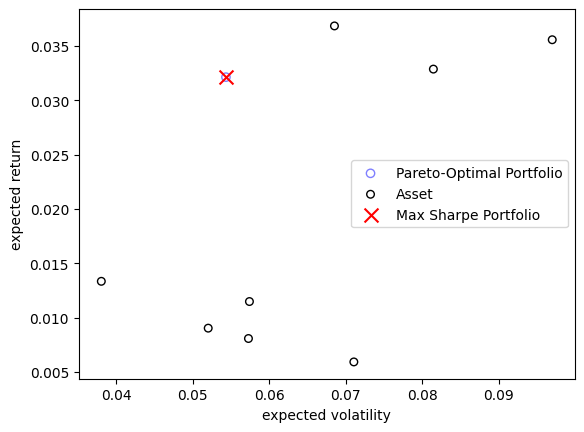 0.035
0.030
0.025
0.020
0.015
0.010
0.005
expected return
Pareto-Optimal Portfolio
Asset
Max Sharpe Portfolio
0.04 0.05 0.06 0.07 0.08 0.09
expected volatility